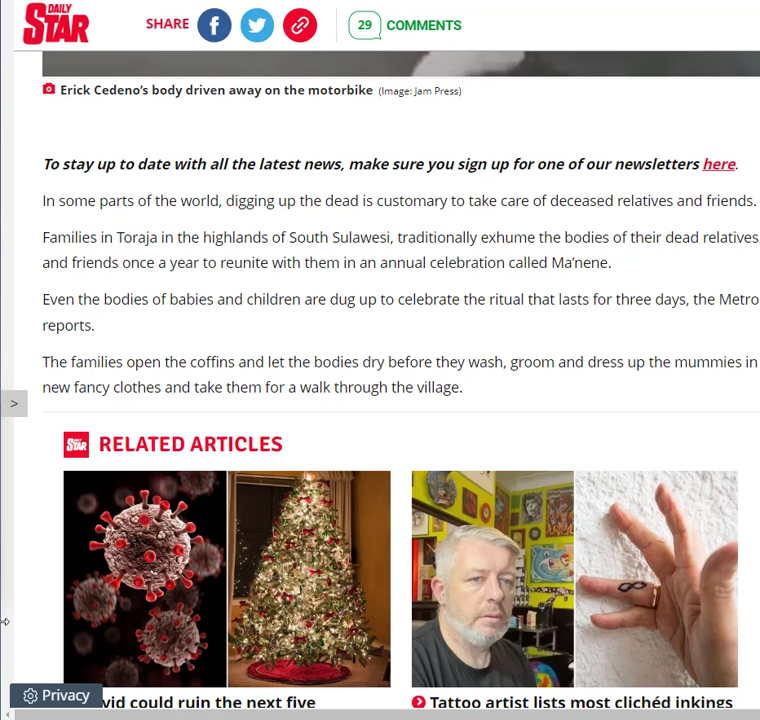 DAILY
STAR
SHARE
29 COMMENTS
Erick Cedeno's body driven away on the motorbike (Image: Jam Press)
To stay up to date with all the latest news, make sure you sign up for one of our newsletters here.
In some parts of the world, digging up the dead is customary to take care of deceased relatives and friends.
Families in Toraja in the highlands of South Sulawesi, traditionally exhume the bodies of their dead relatives
and friends once a year to reunite with them in an annual celebration called Ma'nene.
Even the bodies of babies and children are dug up to celebrate the ritual that lasts for three days, the Metro
reports.
The families open the coffins and let the bodies dry before they wash, groom and dress up the mummies in
new fancy clothes and take them for a walk through the village.
>
STAR RELATED ARTICLES
Privacy
vid could ruin the next five
Tattoo artist lists most clichéd inkings